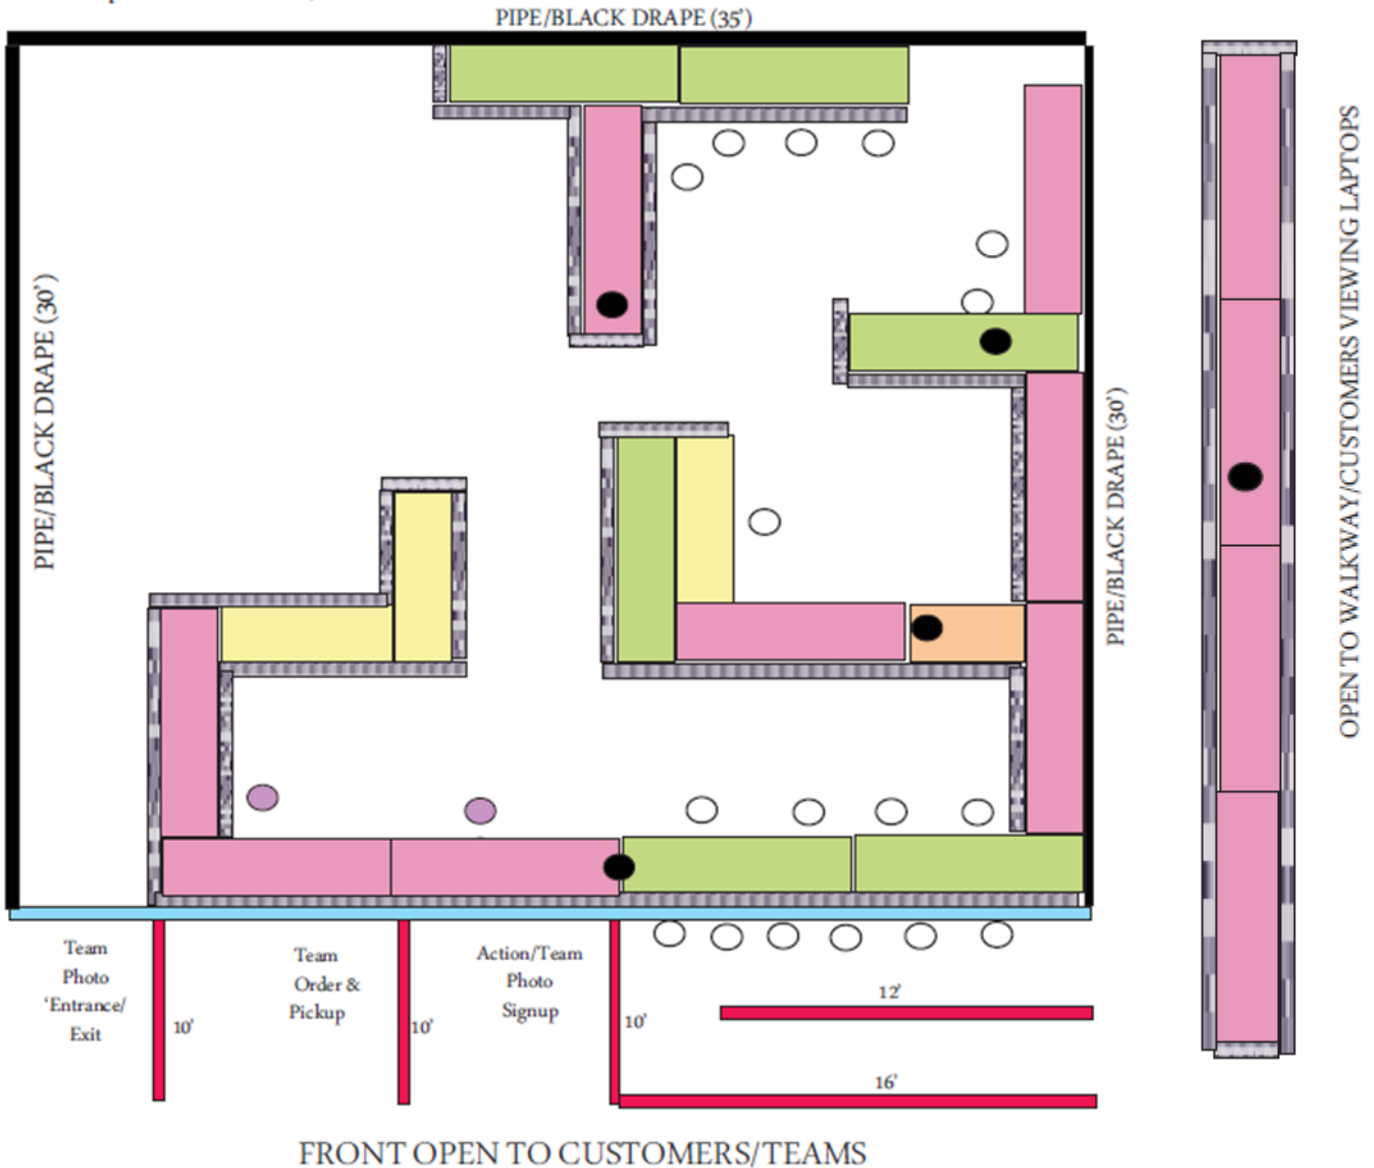 PIPE/BLACK DRAPE (35')
PIPE/BLACK DRAPE (30')
PIPE/BLACK DRAPE (30')
OPEN TO WALKWAY/CUSTOMERS VIEWING LAPTOPS
Team
Photo
‘Entrance/
Exit
10'
Team
Order &
Pickup
10'
Action/Team
Photo
Signup
10'
12'
16'
FRONT OPEN TO CUSTOMERS/TEAMS